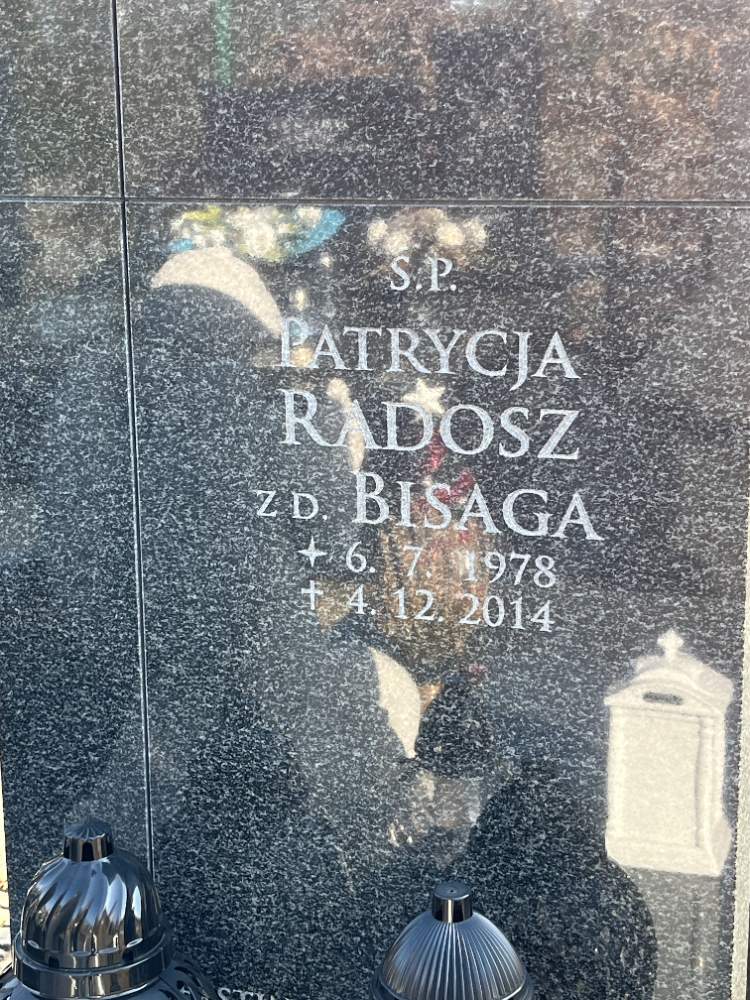 S.P.
PATRYCJA
RADOSZ
Z D. BISAGA
6. 7. 1978
4. 12. 2014